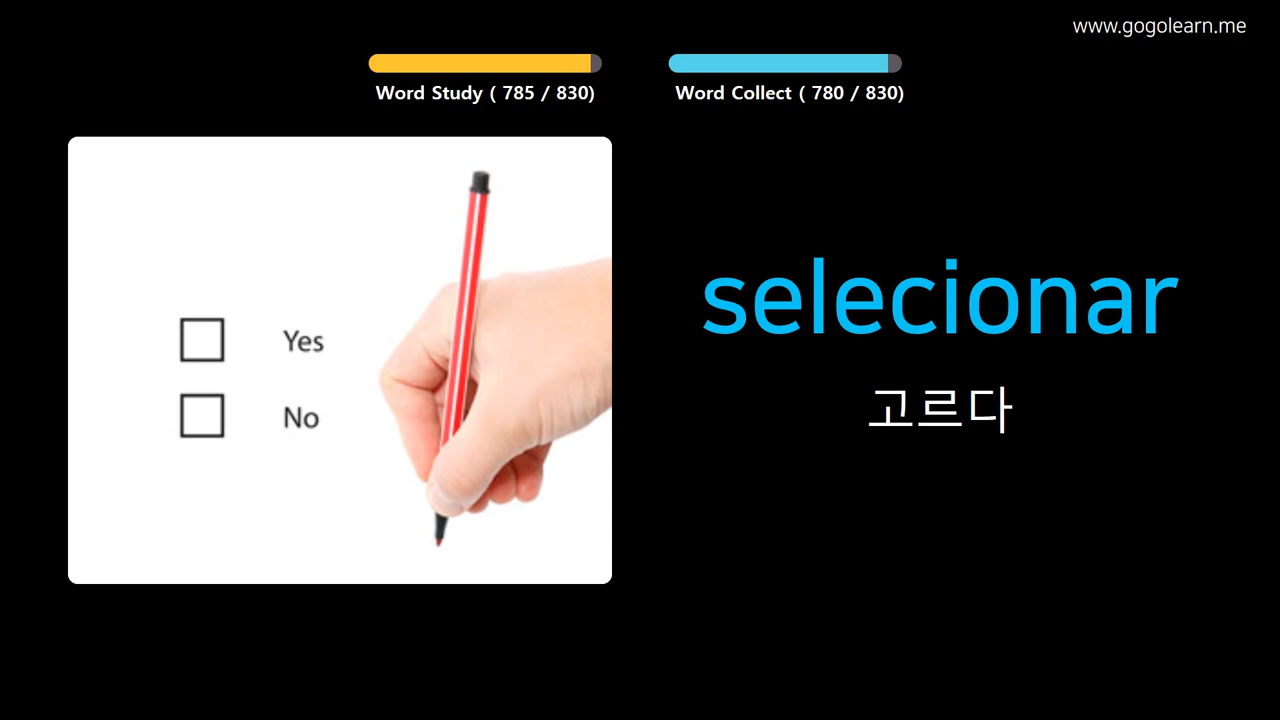 www.gogolearn.me
Word Study ( 785 / 830)
Word Collect ( 780 / 830)
Yes
No
selecionar
고르다